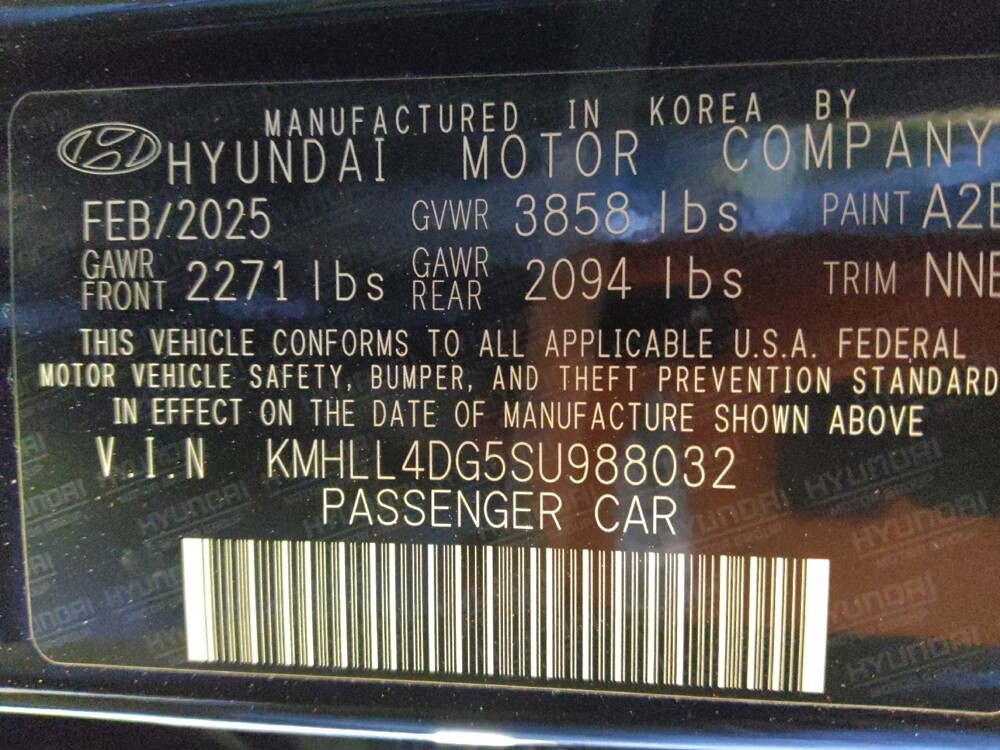 MANUFACTURED IN KOREA BY
HYUNDAI MOTOR COMPANY
FEB/2025 GVWR 3858 lbs PAINT
GAWR FRONT 2271 lbs GAWR REAR 2094 lbs TRIM
THIS VEHICLE CONFORMS TO ALL APPLICABLE U.S.A. FEDERAL
MOTOR VEHICLE SAFETY, BUMPER, AND THEFT PREVENTION STANDARD
IN EFFECT ON THE DATE OF MANUFACTURE SHOWN ABOVE
V.I.N KMHLL4DG5SU988032
PASSENGER CAR